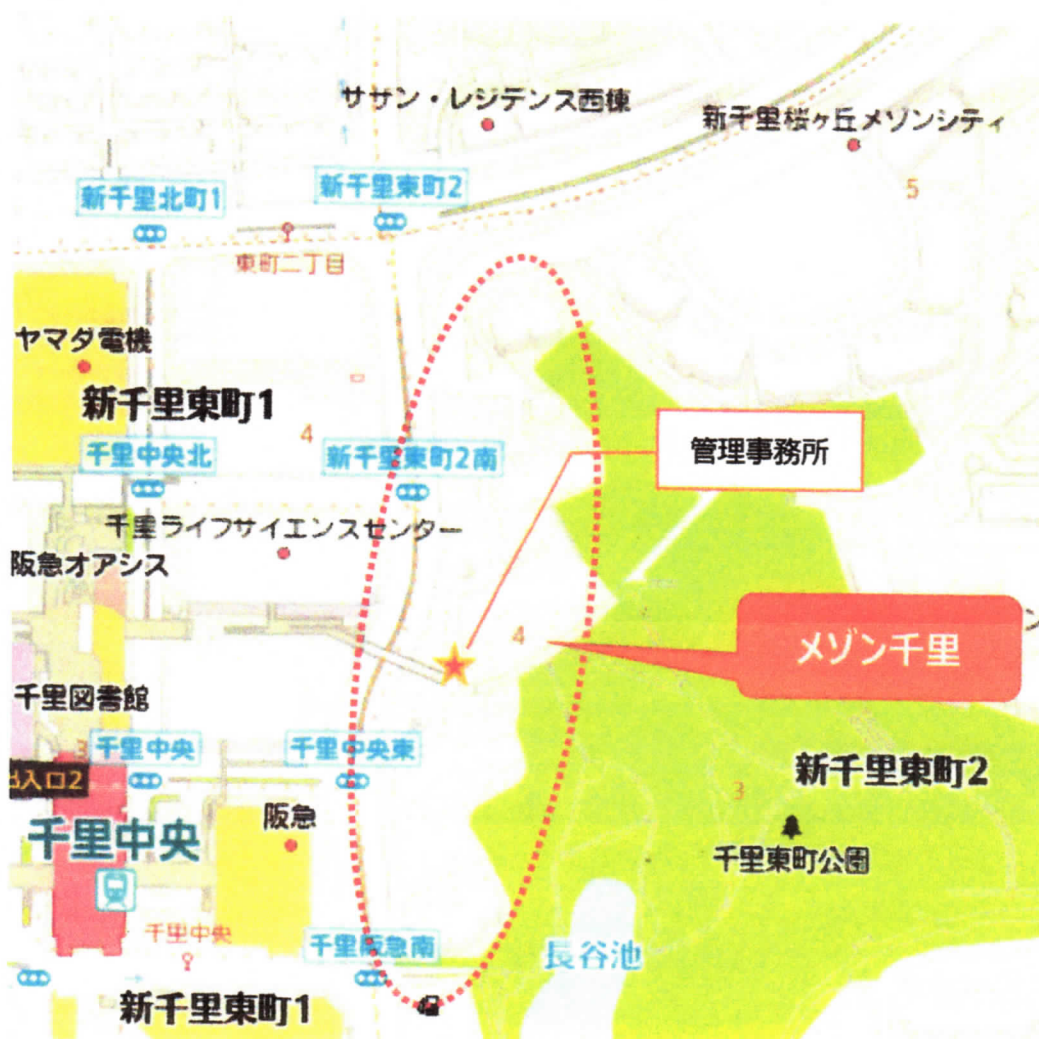 ササン・レジデンス西棟
新千里桜ヶ丘メゾンシティ
新千里北町1
新千里東町2
5
東町二丁目
ヤマダ電機
新千里東町1
4
管理事務所
千里中央北
新千里東町2南
千里ライフサイエンスセンター
阪急オアシス
4
メゾン千里
千里図書館
3
千里中央
千里中央東
出入口2
新千里東町2
3
阪急
千里中央
千里東町公園
千里中央
千里阪急南
長谷池
新千里東町1